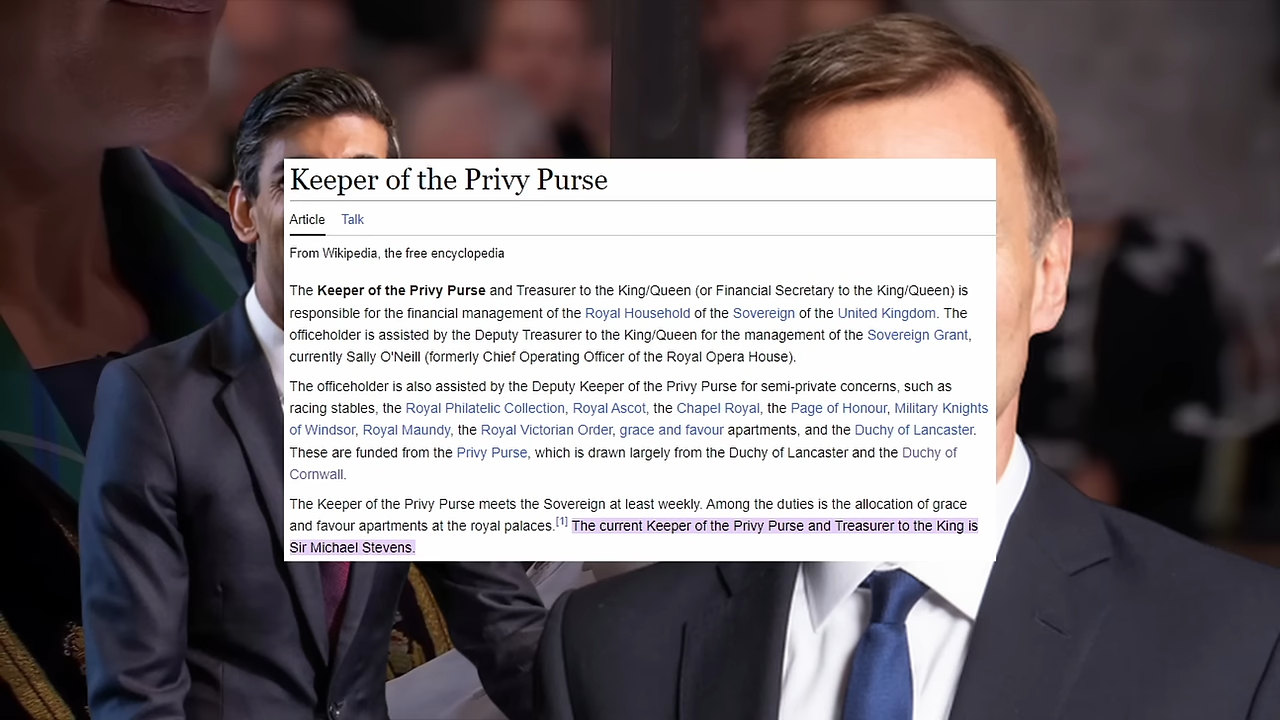 Keeper of the Privy Purse
Article Talk
From Wikipedia, the free encyclopedia
The Keeper of the Privy Purse and Treasurer to the King/Queen (or Financial Secretary to the King/Queen) is
responsible for the financial management of the Royal Household of the Sovereign of the United Kingdom. The
officeholder is assisted by the Deputy Treasurer to the King/Queen for the management of the Sovereign Grant,
currently Sally O'Neill (formerly Chief Operating Officer of the Royal Opera House).
The officeholder is also assisted by the Deputy Keeper of the Privy Purse for semi-private concerns, such as
racing stables, the Royal Philatelic Collection, Royal Ascot, the Chapel Royal, the Page of Honour, Military Knights
of Windsor, Royal Maundy, the Royal Victorian Order, grace and favour apartments, and the Duchy of Lancaster.
These are funded from the Privy Purse, which is drawn largely from the Duchy of Lancaster and the Duchy of
Cornwall.
The Keeper of the Privy Purse meets the Sovereign at least weekly. Among the duties is the allocation of grace
and favour apartments at the royal palaces.[1] The current Keeper of the Privy Purse and Treasurer to the King is
Sir Michael Stevens.